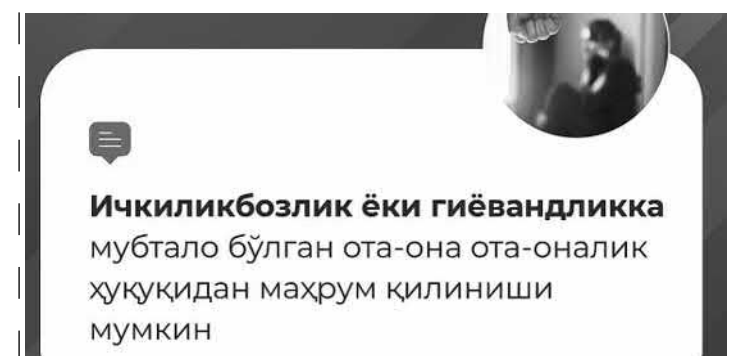 Ичкиликбозлик ёки гиёвандликка
мубтало бўлган ота-она ота-оналик
ҳуқуқидан маҳрум қилиниши
мумкин